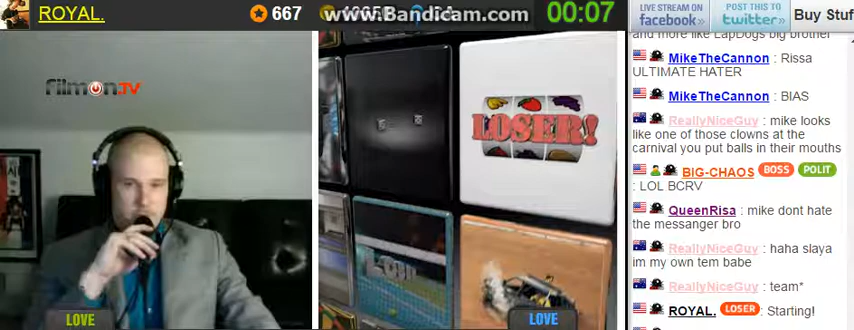 ROYAL.
667
www.Bandicam.com
00:07
LIVE STREAM ON
facebook»
POST THIS TO
twitter»
Buy Stuf
filmon.TV
LOSER!
LOVE
LOVE
and more like LapDogs big brother
MikeTheCannon : Rissa
ULTIMATE HATER
MikeTheCannon : BIAS
ReallyNiceGuy : mike looks
like one of those clowns at the
carnival you put balls in their mouths
BIG-CHAOS BOSS POLIT
: LOL BCRV
QueenRisa : mike dont hate
the messanger bro
ReallyNiceGuy : haha slaya
im my own tem babe
ReallyNiceGuy : team*
ROYAL. LOSER : Starting!